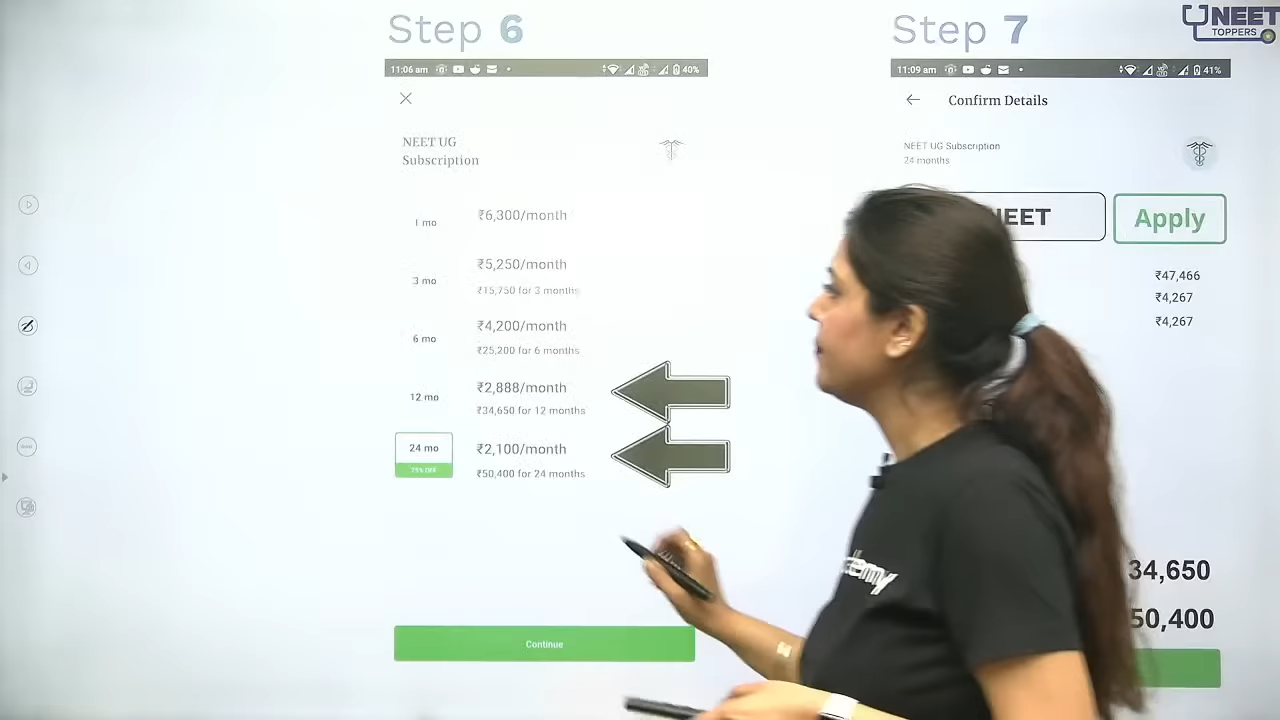 Step 6
11:06 am
40%
NEET UG
Subscription
1 mo
₹6,300/month
3 mo
₹5,250/month
₹15,750 for 3 months
6 mo
₹4,200/month
₹25,200 for 6 months
12 mo
₹2,888/month
₹34,650 for 12 months
24 mo
75% OFF
₹2,100/month
₹50,400 for 24 months
Continue
Step 7
NEET
TOPPERS
11:09 am
41%
Confirm Details
NEET UG Subscription
24 months
NEET
Apply
₹47,466
₹4,267
₹4,267
34,650
50,400